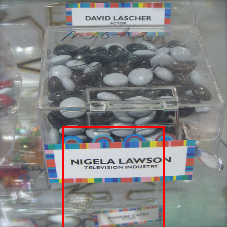 DAVID LASCHER
ACTOR
NIGELA LAWSON
TELEVISION INDUSTRY